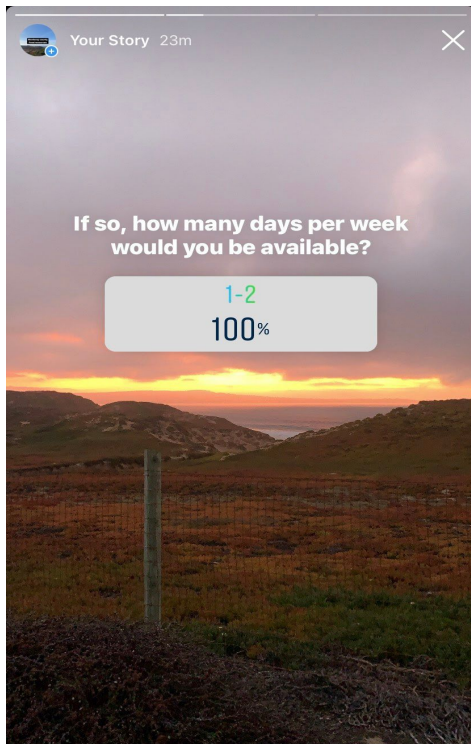 Your Story 23m
If so, how many days per week
would you be available?
1-2
100%